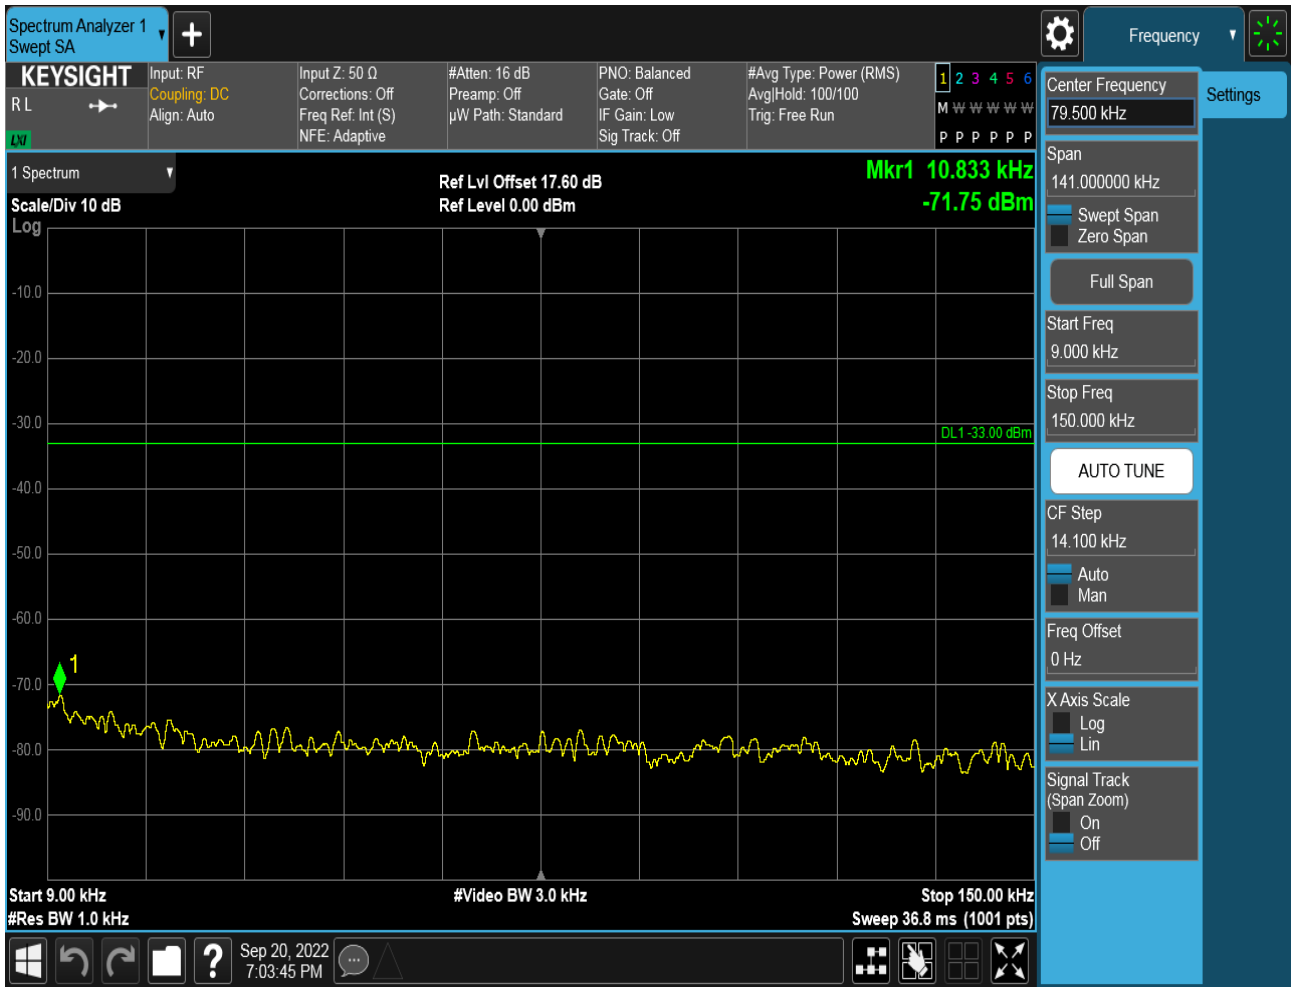 Spectrum Analyzer 1
Swept SA
+
Frequency
KEYSIGHT
R L
LXI
Input: RF
Coupling: DC
Align: Auto
Input Z: 50 Ω
Corrections: Off
Freq Ref: Int (S)
NFE: Adaptive
#Atten: 16 dB
Preamp: Off
µW Path: Standard
PNO: Balanced
Gate: Off
IF Gain: Low
Sig Track: Off
#Avg Type: Power (RMS)
Avg|Hold: 100/100
Trig: Free Run
1 2 3 4 5 6
M W W W W W
P P P P P P
Settings
1 Spectrum
Scale/Div 10 dB
Log
Ref Lvl Offset 17.60 dB
Ref Level 0.00 dBm
Mkr1 10.833 kHz
-71.75 dBm
-10.0
-20.0
-30.0
DL1 -33.00 dBm
-40.0
-50.0
-60.0
1
-70.0
-80.0
-90.0
Start 9.00 kHz
#Video BW 3.0 kHz
Stop 150.00 kHz
#Res BW 1.0 kHz
Sweep 36.8 ms (1001 pts)
Center Frequency
79.500 kHz
Span
141.000000 kHz
Swept Span
Zero Span
Full Span
Start Freq
9.000 kHz
Stop Freq
150.000 kHz
AUTO TUNE
CF Step
14.100 kHz
Auto
Man
Freq Offset
0 Hz
X Axis Scale
Log
Lin
Signal Track
(Span Zoom)
On
Off
?
Sep 20, 2022
7:03:45 PM